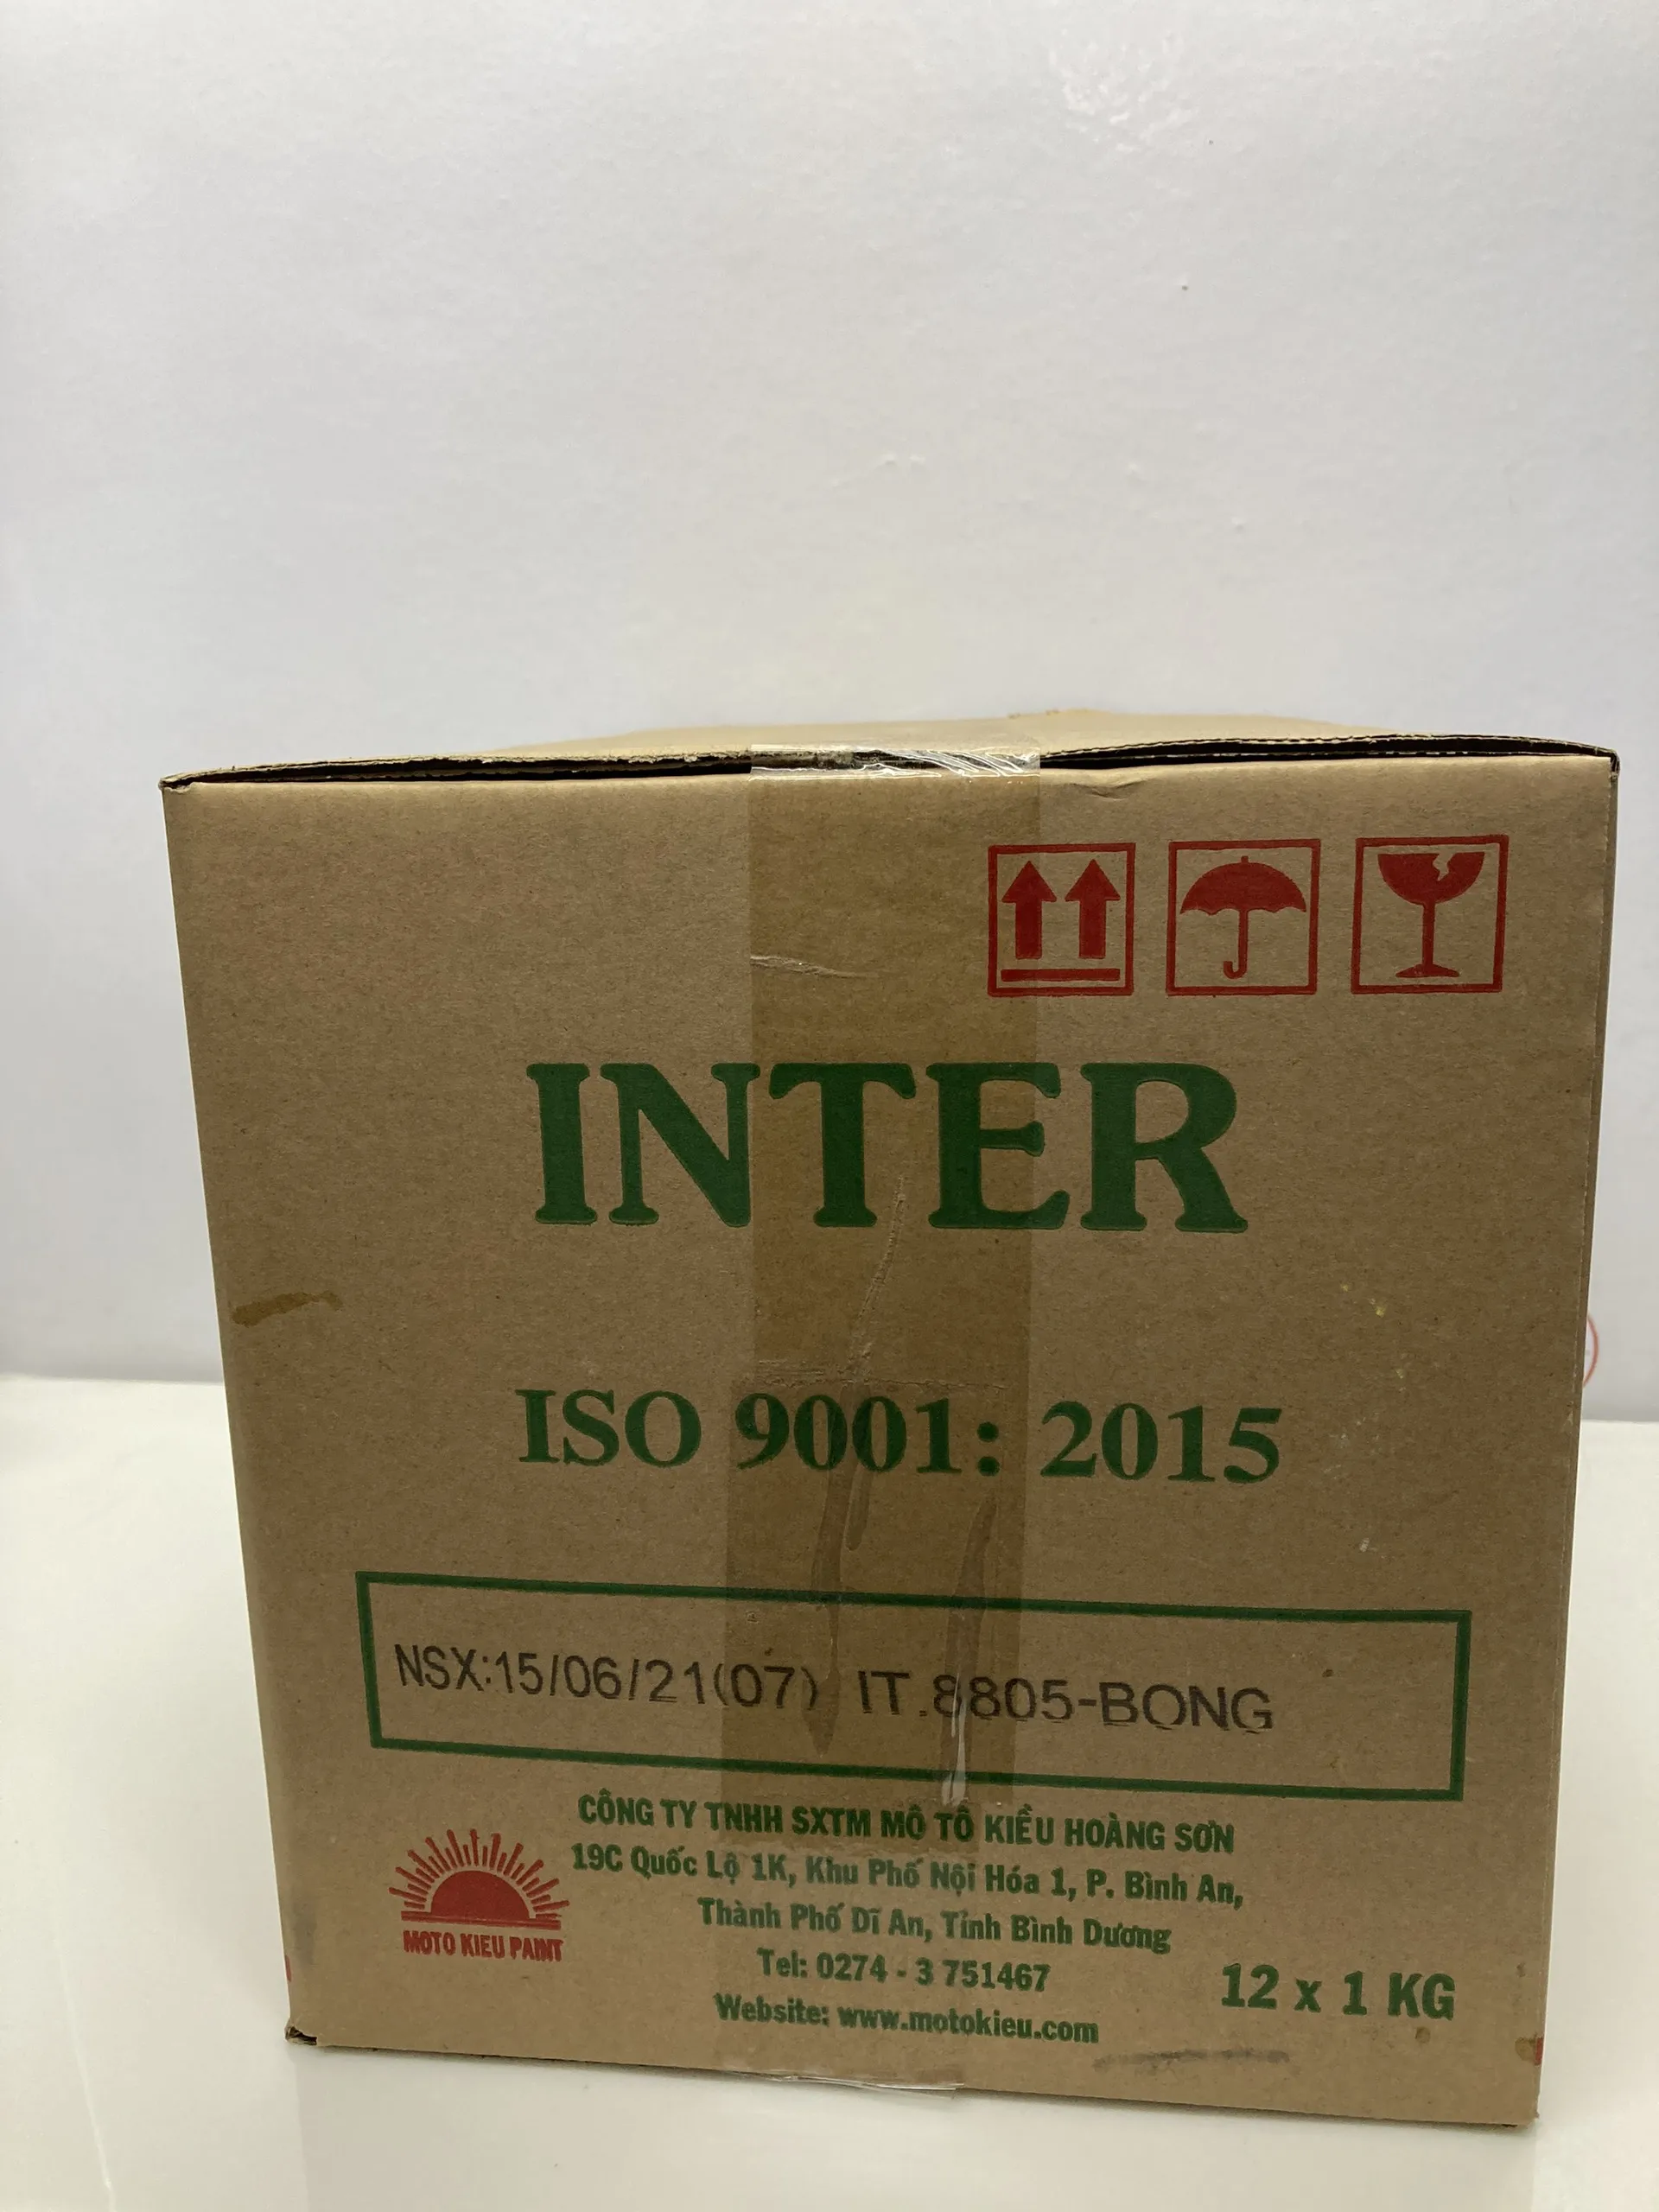 INTER
ISO 9001: 2015
NSX:15/06/21(07) IT.8805-BONG
CÔNG TY TNHH SXTM MÔ TÔ KIỀU HOÀNG SƠN
19C Quốc Lộ 1K, Khu Phố Nội Hóa 1, P. Bình An,
Thành Phố Dĩ An, Tỉnh Bình Dương
Tel: 0274 - 3 751467
Website: www.motokieu.com
MOTO KIEU PAINT
12 x 1 KG